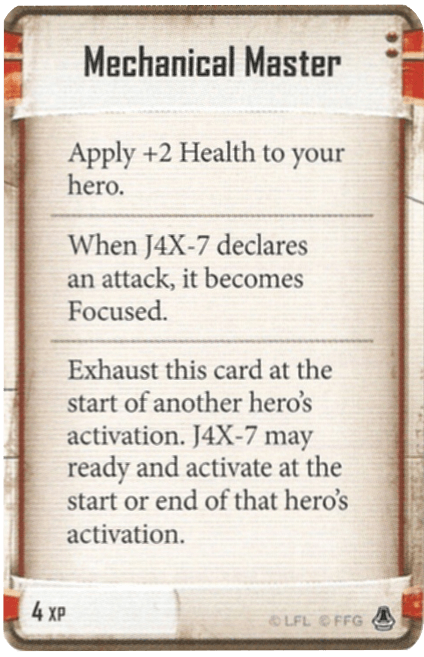 Mechanical Master
Apply +2 Health to your
hero.
When J4X-7 declares
an attack, it becomes
Focused.
Exhaust this card at the
start of another hero's
activation. J4X-7 may
ready and activate at the
start or end of that hero's
activation.
4 XP
© LFL © FFG